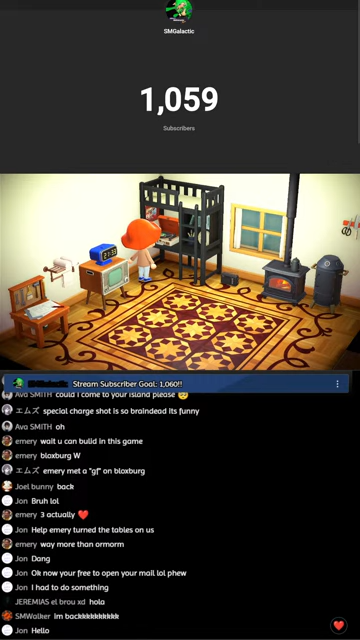 SMGalactic
1,059
Subscribers
21:33
SMGalactic Stream Subscriber Goal: 1,060!!
Ava SMITH could i come to your island please 🥺
エムズ special charge shot is so braindead its funny
Ava SMITH oh
emery wait u can build in this game
emery bloxburg W
エムズ emery met a "gf" on bloxburg
Joel bunny back
Jon Bruh lol
emery 3 actually ❤️
Jon Help emery turned the tables on us
emery way more than ormorm
Jon Dang
Jon Ok now your free to open your mail lol phew
Jon I had to do something
JEREMIAS el brou xd hola
SMWalker im backkkkkkkkkk
Jon Hello